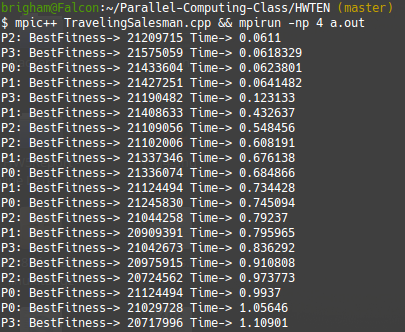 brigham@Falcon:~/Parallel-Computing-Class/HWTEN (master)
$ mpic++ TravelingSalesman.cpp && mpirun -np 4 a.out
P2: BestFitness-> 21209715 Time-> 0.0611
P3: BestFitness-> 21575059 Time-> 0.0618329
P0: BestFitness-> 21433604 Time-> 0.0623801
P1: BestFitness-> 21427251 Time-> 0.0641482
P3: BestFitness-> 21190482 Time-> 0.123133
P1: BestFitness-> 21408633 Time-> 0.432637
P2: BestFitness-> 21109056 Time-> 0.548456
P2: BestFitness-> 21102006 Time-> 0.608191
P1: BestFitness-> 21337346 Time-> 0.676138
P0: BestFitness-> 21336074 Time-> 0.684866
P1: BestFitness-> 21124494 Time-> 0.734428
P0: BestFitness-> 21245830 Time-> 0.745094
P2: BestFitness-> 21044258 Time-> 0.79237
P1: BestFitness-> 20909391 Time-> 0.795965
P3: BestFitness-> 21042673 Time-> 0.836292
P2: BestFitness-> 20975915 Time-> 0.910808
P2: BestFitness-> 20724562 Time-> 0.973773
P0: BestFitness-> 21124494 Time-> 0.9937
P0: BestFitness-> 21029728 Time-> 1.05646
P3: BestFitness-> 20717996 Time-> 1.10901